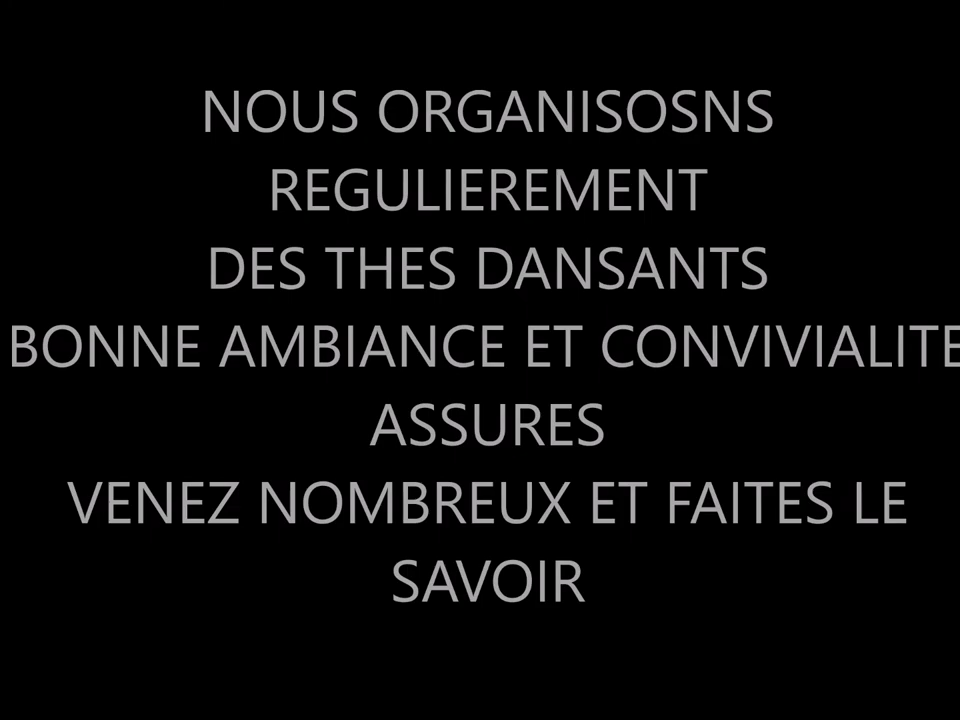 NOUS ORGANISOSNS
REGULIEREMENT
DES THES DANSANTS
BONNE AMBIANCE ET CONVIVIALITE
ASSURES
VENEZ NOMBREUX ET FAITES LE
SAVOIR